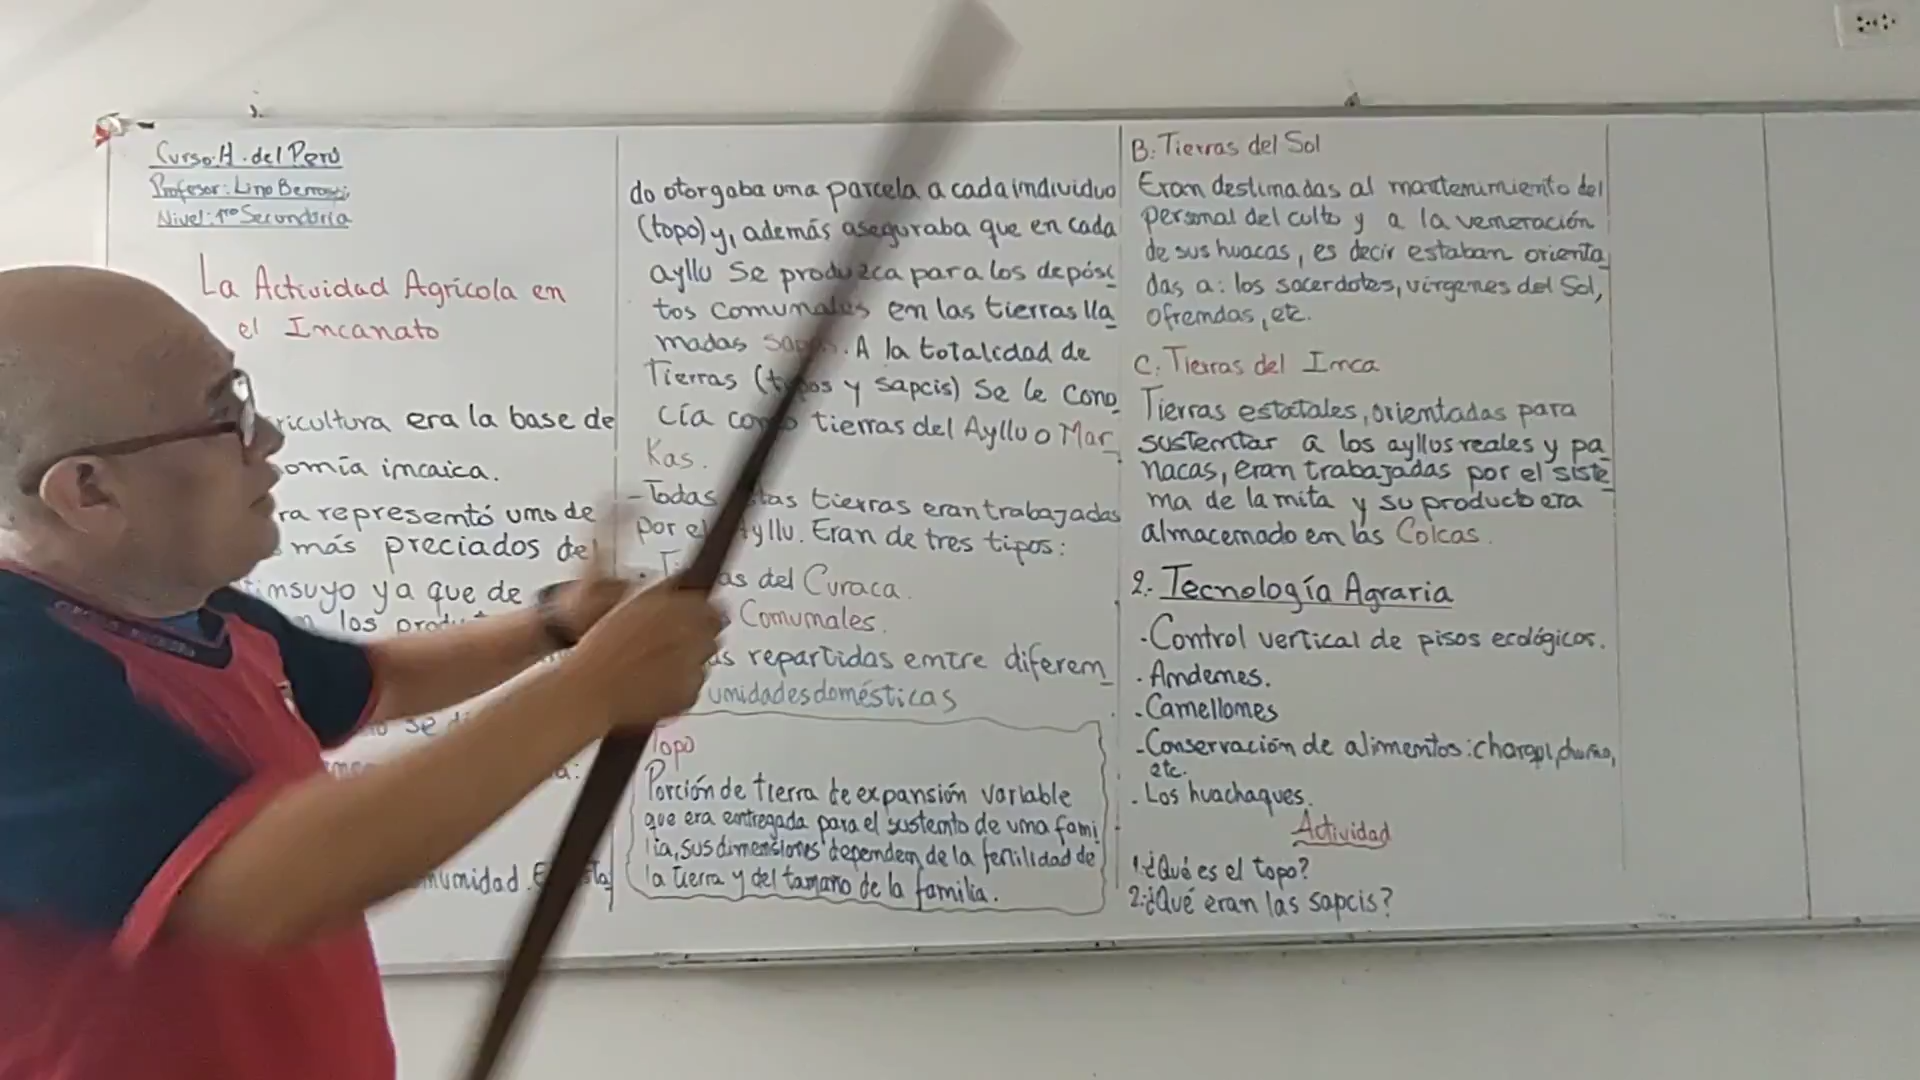 Curso: H. del Perú
Profesor: Lino
Nivel: 1ro Secundaria
La Actividad Agrícola en
el Incanato
ricultura era la base de
omía incaica.
ra representó uno de
más preciados del
insuyo ya que de
los
se
munidad.
do otorgaba una parcela a cada individuo
(topo) y, además aseguraba que en cada
ayllu se produzca para los depósi
tos comunales en las tierras lla
madas. A la totalidad de
Tierras (topos y sapcis) se le cono
cía como tierras del Ayllu o Mar
Kas.
- Todas tierras eran trabajadas
por el Ayllu. Eran de tres tipos:
as del Curaca.
Comunales.
as repartidas entre diferen
unidades domésticas
Topo
Porción de tierra de expansión variable
que era entregada para el sustento de una fami
lia, sus dimensiones dependen de la fertilidad de
la tierra y del tamaño de la familia.
B: Tierras del Sol
Eran destinadas al mantenimiento del
personal del culto y a la veneración
de sus huacas, es decir estaban orienta
das a: los sacerdotes, vírgenes del Sol,
ofrendas, etc.
C: Tierras del Inca
Tierras estatales, orientadas para
sustentar a los ayllus reales y pa
nacas, eran trabajadas por el siste
ma de la mita y su producto era
almacenado en las Colcas.
2.- Tecnología Agraria
. Control vertical de pisos ecológicos.
. Andenes.
. Camellones
. Conservación de alimentos: charqui, chuño,
etc.
. Los huachaques.
Actividad
1. ¿Qué es el topo?
2. ¿Qué eran las sapcis?